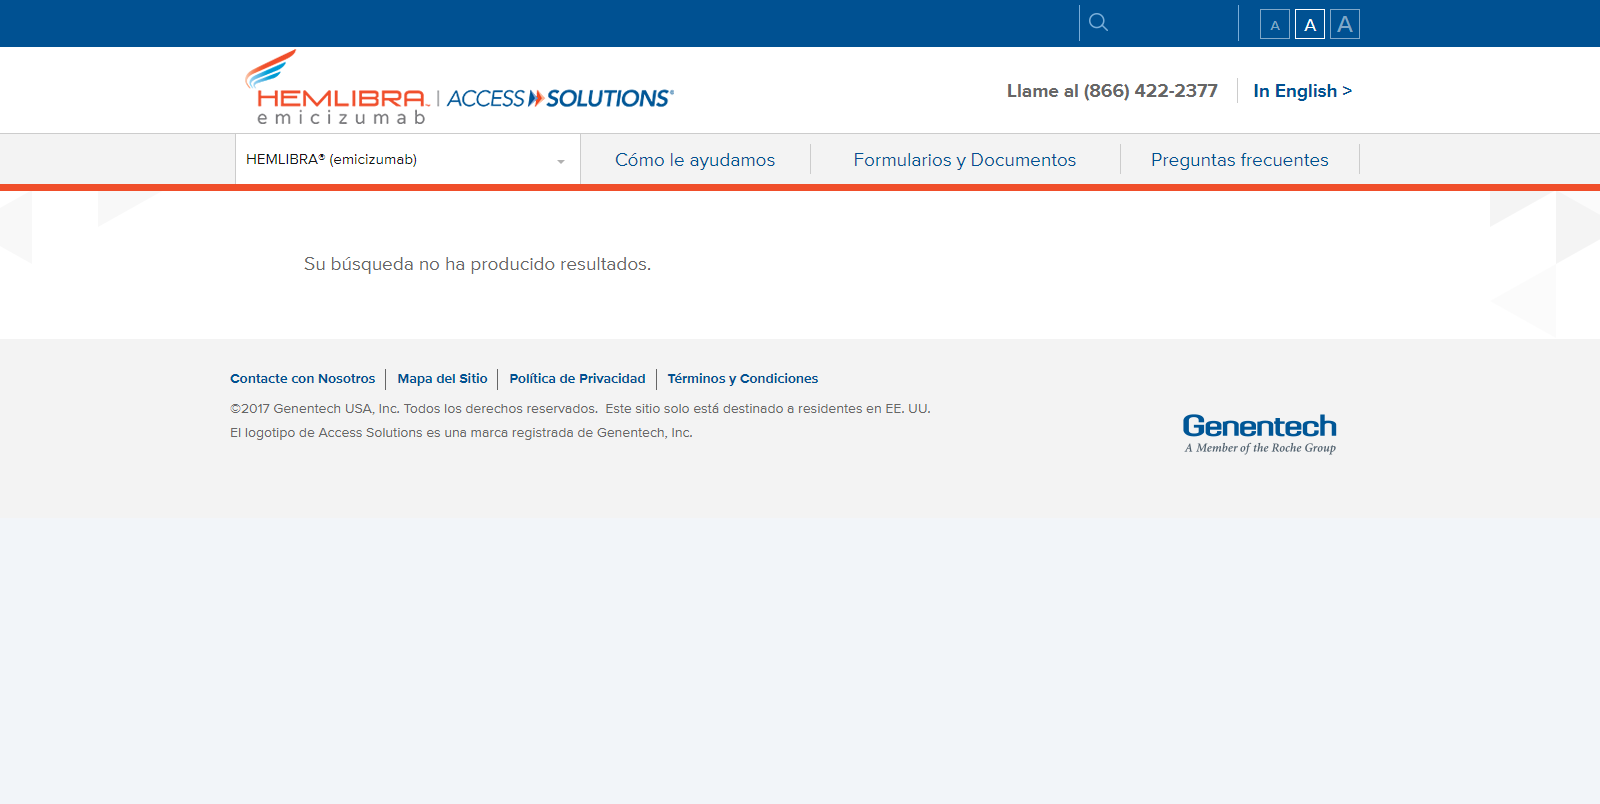 A A A
HEMLIBRA™ | ACCESS SOLUTIONS®
emicizumab
Llame al (866) 422-2377
In English >
HEMLIBRA® (emicizumab)
Cómo le ayudamos
Formularios y Documentos
Preguntas frecuentes
Su búsqueda no ha producido resultados.
Contacte con Nosotros
Mapa del Sitio
Política de Privacidad
Términos y Condiciones
©2017 Genentech USA, Inc. Todos los derechos reservados. Este sitio solo está destinado a residentes en EE. UU.
El logotipo de Access Solutions es una marca registrada de Genentech, Inc.
Genentech
A Member of the Roche Group